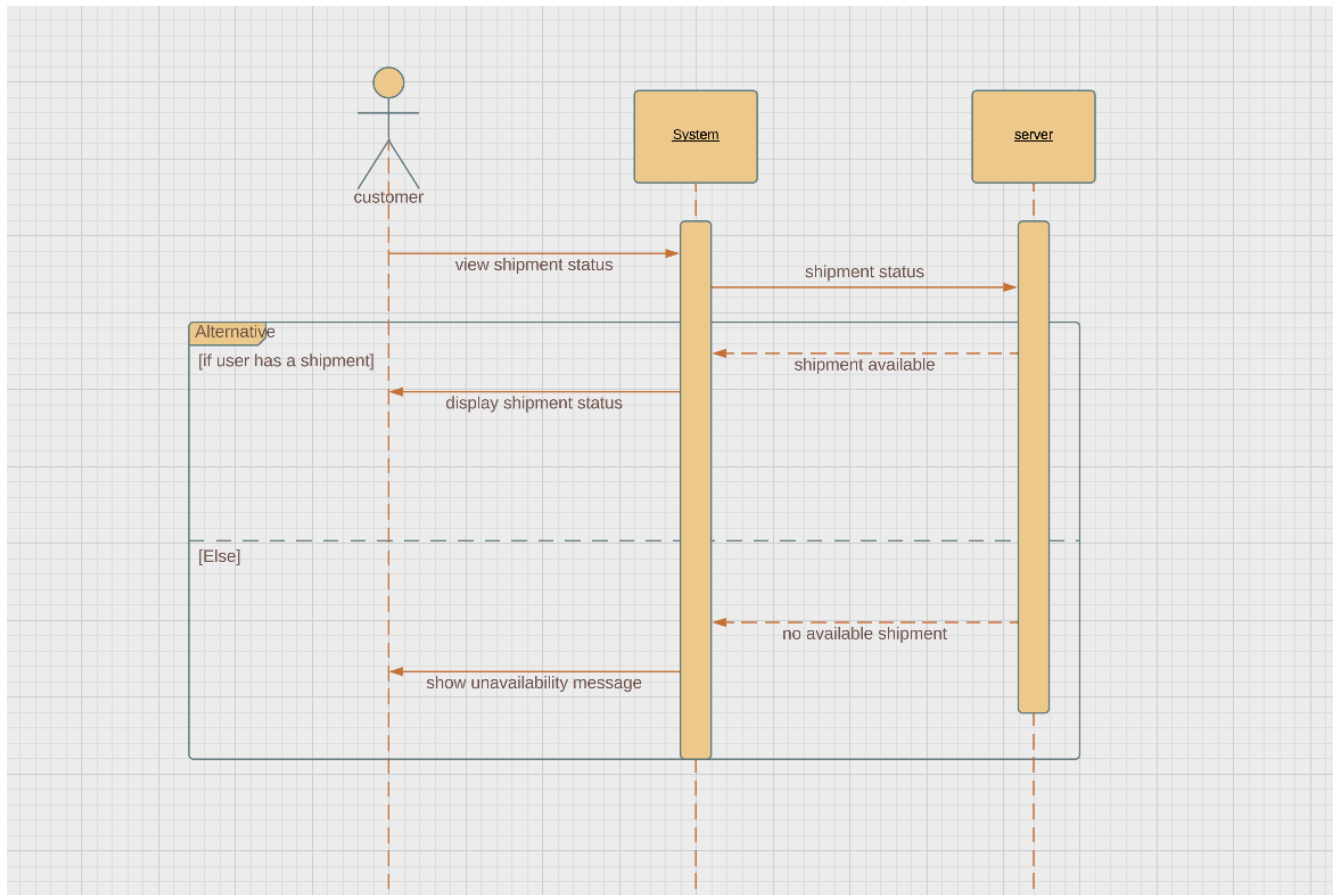 System
server
customer
view shipment status
shipment status
Alternative
[if user has a shipment]
shipment available
display shipment status
[Else]
no available shipment
show unavailability message